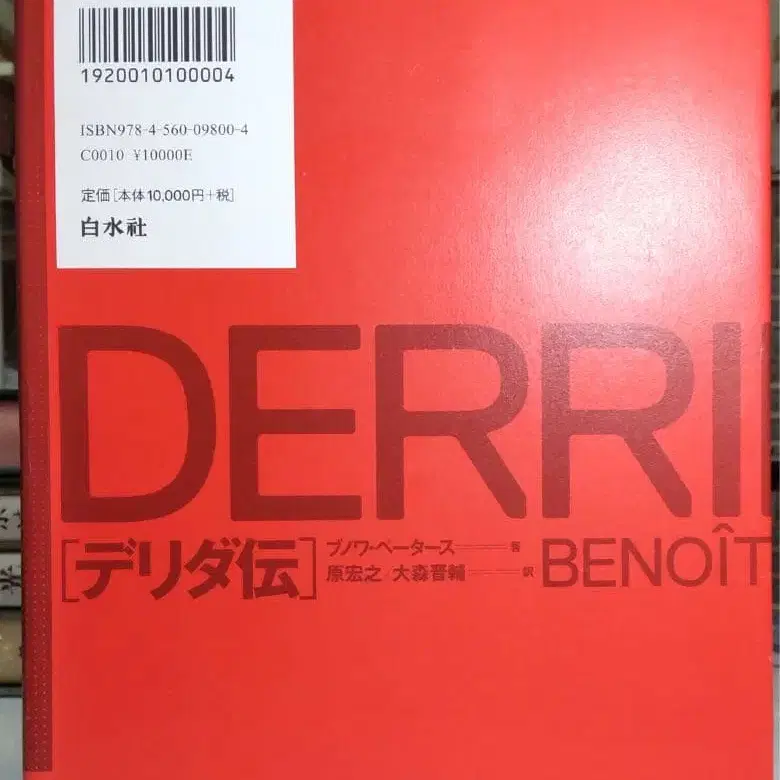 1920010100004
ISBN978-4-560-09800-4
C0010 ¥10000E
定価[本体10,000円+税]
白水社
DERRI
[デリダ伝]
ブノワ・ペータース——著
原宏之 大森晋輔——訳
BENOÎT